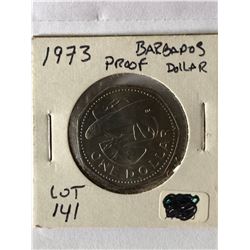 1973
BARBADOS
PROOF DOLLAR
ONE DOLLAR
LOT
141